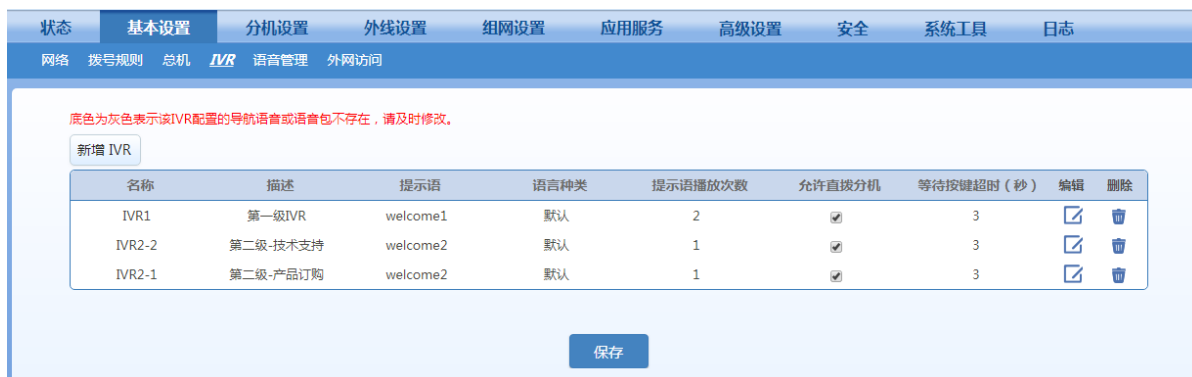 状态 基本设置 分机设置 外线设置 组网设置 应用服务 高级设置 安全 系统工具 日志
网络 拨号规则 总机 IVR 语音管理 外网访问
底色为灰色表示该IVR配置的导航语音或语音包不存在，请及时修改。
新增 IVR
名称 描述 提示语 语言种类 提示语播放次数 允许直拨分机 等待按键超时（秒） 编辑 删除
IVR1 第一级IVR welcome1 默认 2 3
IVR2-2 第二级-技术支持 welcome2 默认 1 3
IVR2-1 第二级-产品订购 welcome2 默认 1 3
保存